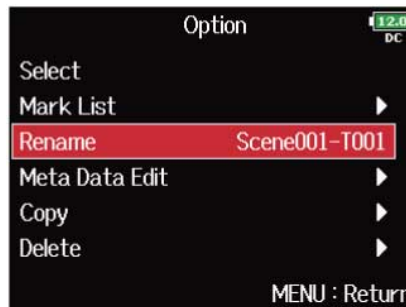 Option
12.0
DC
Select
Mark List
Rename Scene001-T001
Meta Data Edit
Copy
Delete
MENU : Return